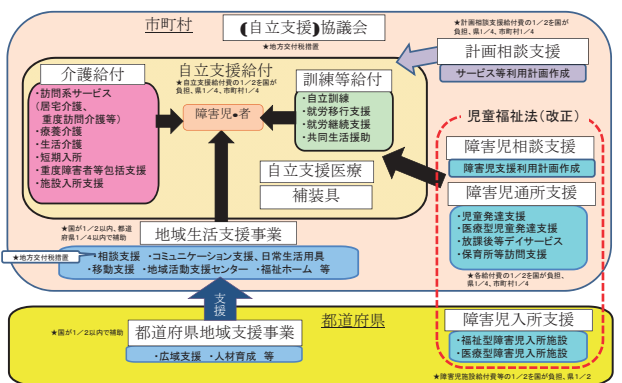 市町村
(自立支援)協議会
★地方交付税措置
★計画相談支援給付費の1/2を国が
負担、県1/4、市町村1/4
計画相談支援
サービス等利用計画作成
介護給付
・訪問系サービス
(居宅介護、
重度訪問介護等)
・療養介護
・生活介護
・短期入所
・重度障害者等包括支援
・施設入所支援
自立支援給付
★自立支援給付費の1/2を国が
負担、県1/4、市町村1/4
障害児・者
訓練等給付
・自立訓練
・就労移行支援
・就労継続支援
・共同生活援助
自立支援医療
補装具
児童福祉法(改正)
障害児相談支援
障害児支援利用計画作成
障害児通所支援
・児童発達支援
・医療型児童発達支援
・放課後等デイサービス
・保育所等訪問支援
★各給付費の1/2を国が負担、
県1/4、市町村1/4
★国が1/2以内、都道
府県1/4以内で補助
地域生活支援事業
★地方交付税措置
・相談支援 ・コミュニケーション支援、日常生活用具
・移動支援 ・地域活動支援センター ・福祉ホーム 等
支援
都道府県
★国が1/2以内で補助
都道府県地域支援事業
・広域支援 ・人材育成 等
障害児入所支援
・福祉型障害児入所施設
・医療型障害児入所施設
★障害児施設給付費等の1/2を国が負担、県1/2